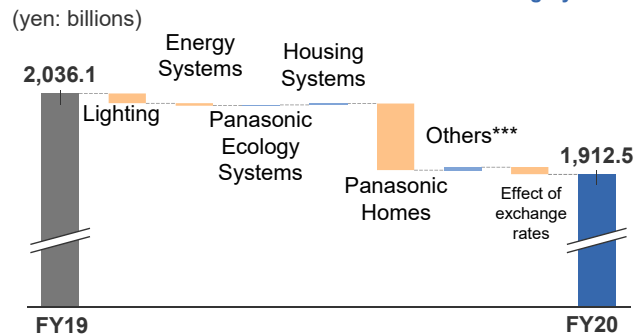 (yen: billions)
2,036.1
Lighting
Energy
Systems
Panasonic
Ecology
Systems
Housing
Systems
Panasonic
Homes
Others***
Effect of
exchange
rates
1,912.5
FY19
FY20